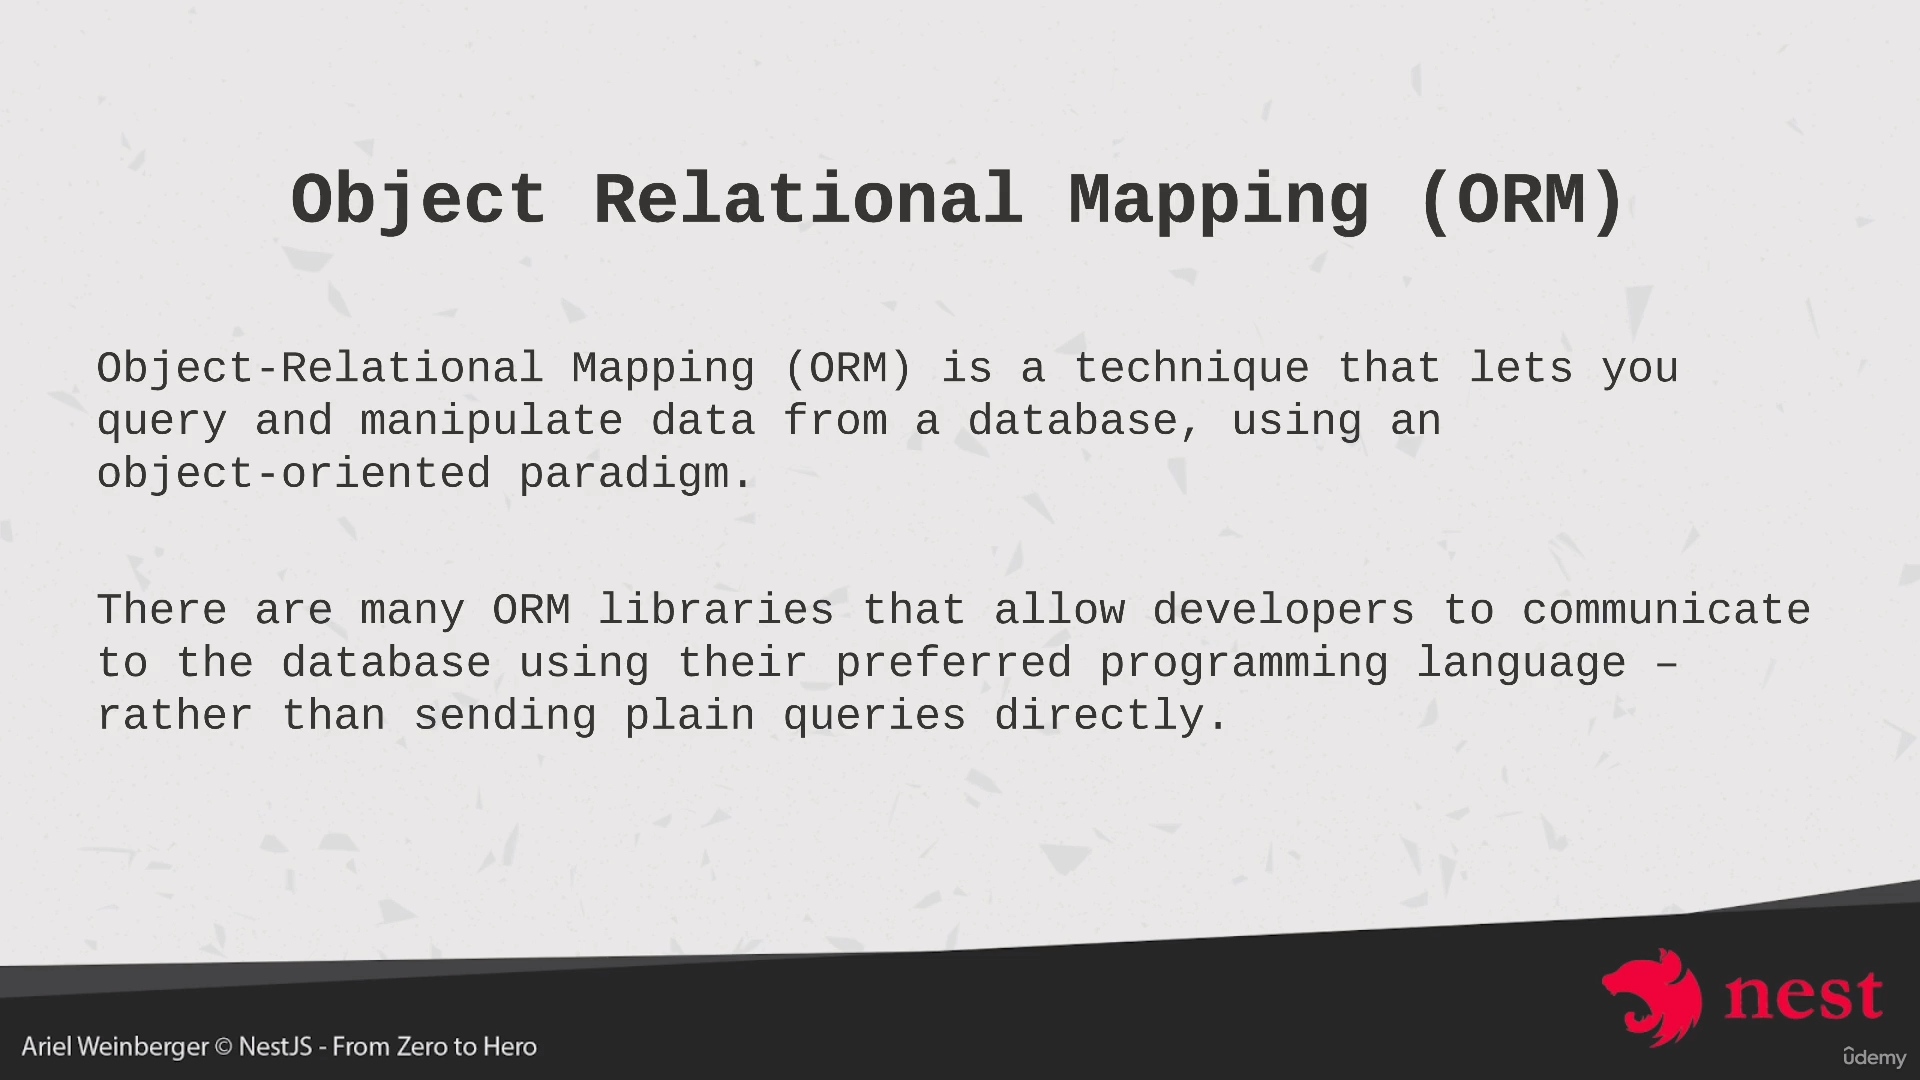 Object Relational Mapping (ORM)
Object-Relational Mapping (ORM) is a technique that lets you
query and manipulate data from a database, using an
object-oriented paradigm.
There are many ORM libraries that allow developers to communicate
to the database using their preferred programming language –
rather than sending plain queries directly.
nest
Ariel Weinberger © NestJS - From Zero to Hero
ûdemy